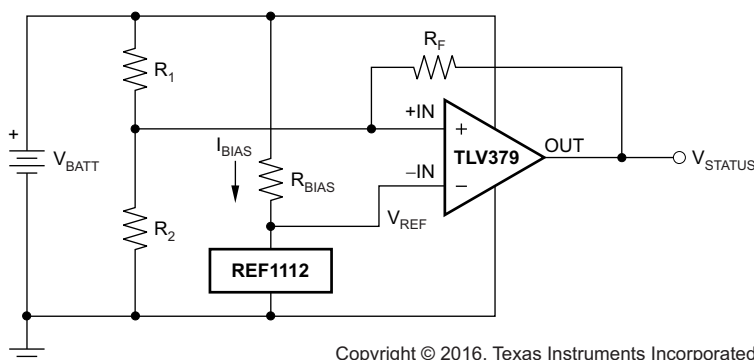 R1
RF
+IN
+
+
VBATT
IBIAS
RBIAS
TLV379
OUT
VSTATUS
−IN
−
R2
VREF
REF1112
Copyright © 2016, Texas Instruments Incorporated